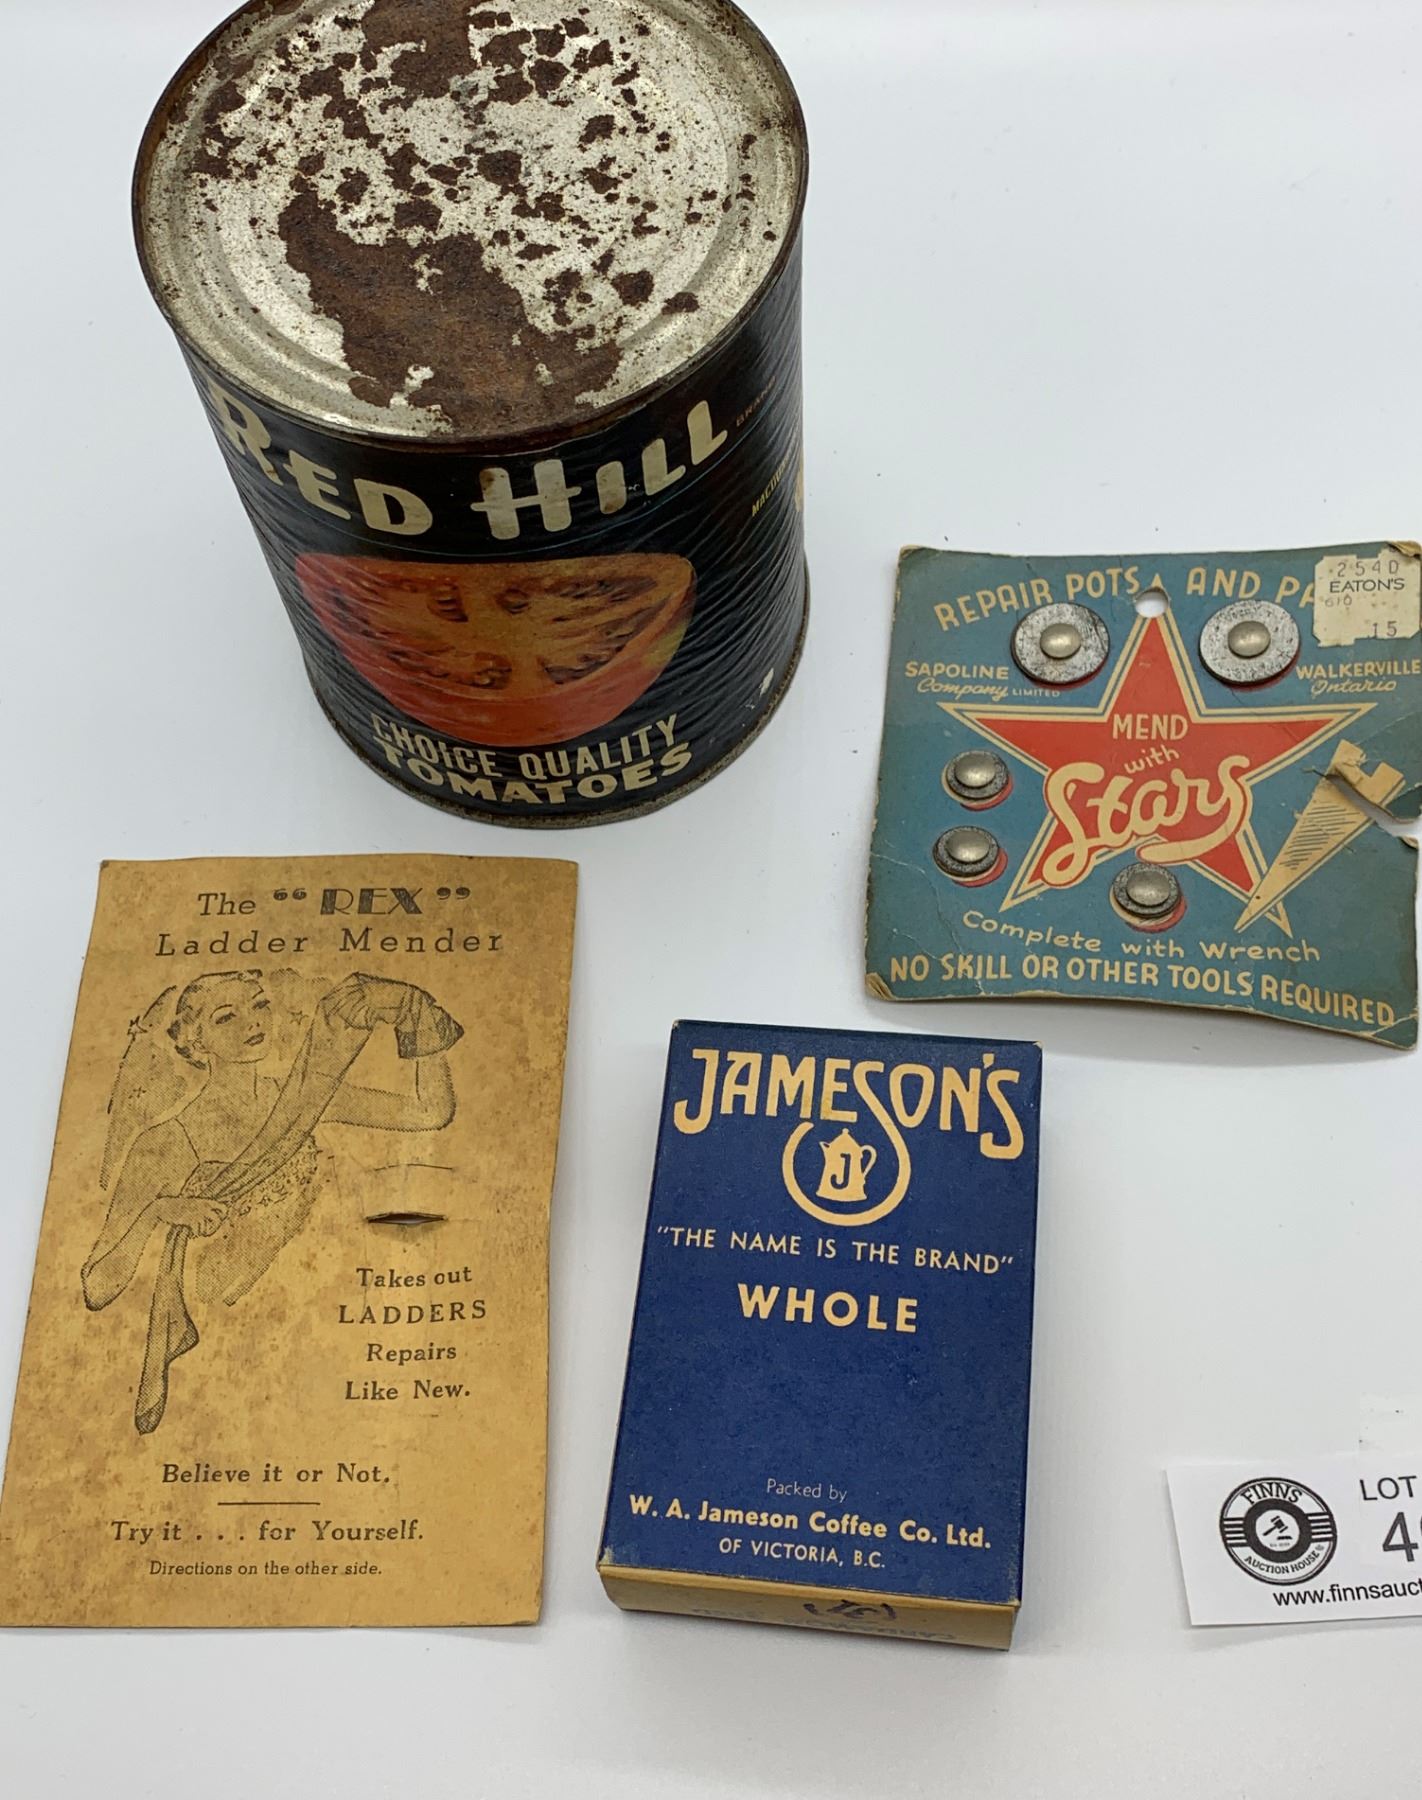 RED HILL
BRAND
CHOICE QUALITY
TOMATOES
REPAIR POTS AND
254D
EATON'S
610
15
SAPOLINE
Company LIMITED
WALKERVILLE
Ontario
MEND
with
Stars
Complete with Wrench
NO SKILL OR OTHER TOOLS REQUIRED
The "REX"
Ladder Mender
Takes out
LADDERS
Repairs
Like New.
Believe it or Not.
Try it . . . for Yourself.
Directions on the other side.
JAMESON'S
J
"THE NAME IS THE BRAND"
WHOLE
Packed by
W. A. Jameson Coffee Co. Ltd.
OF VICTORIA, B.C.
FINNS
AUCTION HOUSE
LOT
www.finnsauct